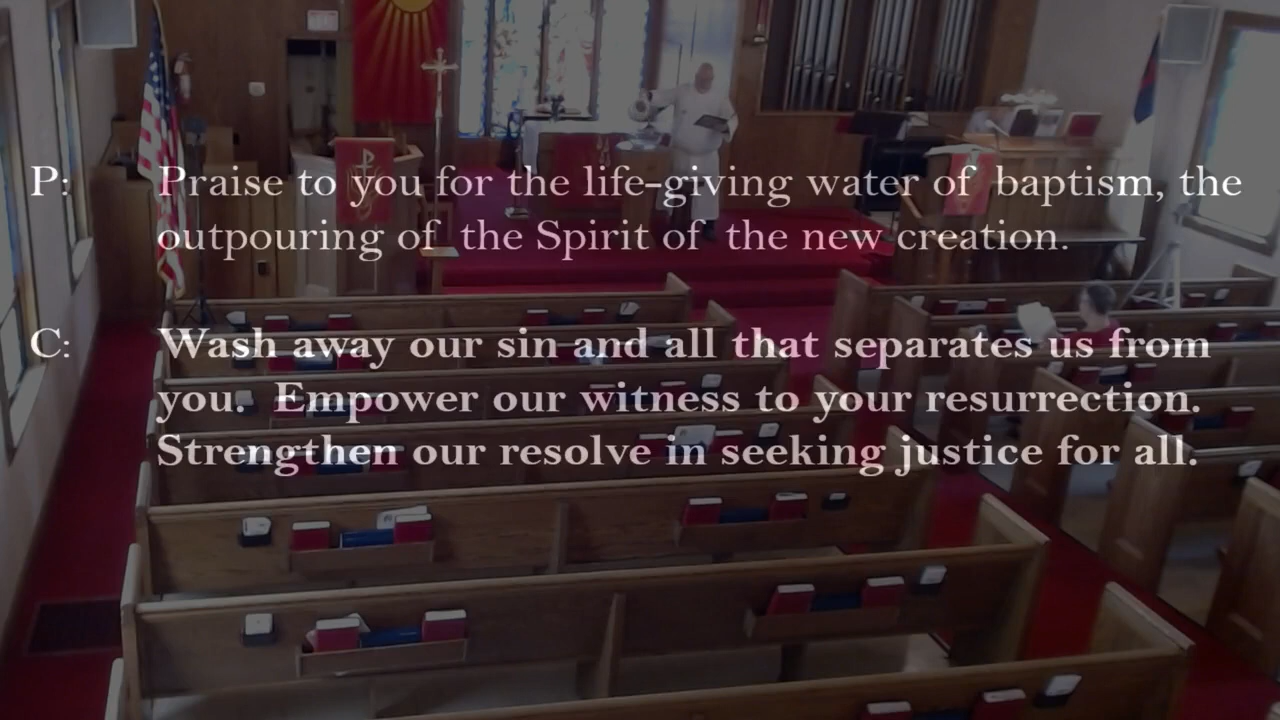 P: Praise to you for the life-giving water of baptism, the
outpouring of the Spirit of the new creation.
C: Wash away our sin and all that separates us from
you. Empower our witness to your resurrection.
Strengthen our resolve in seeking justice for all.